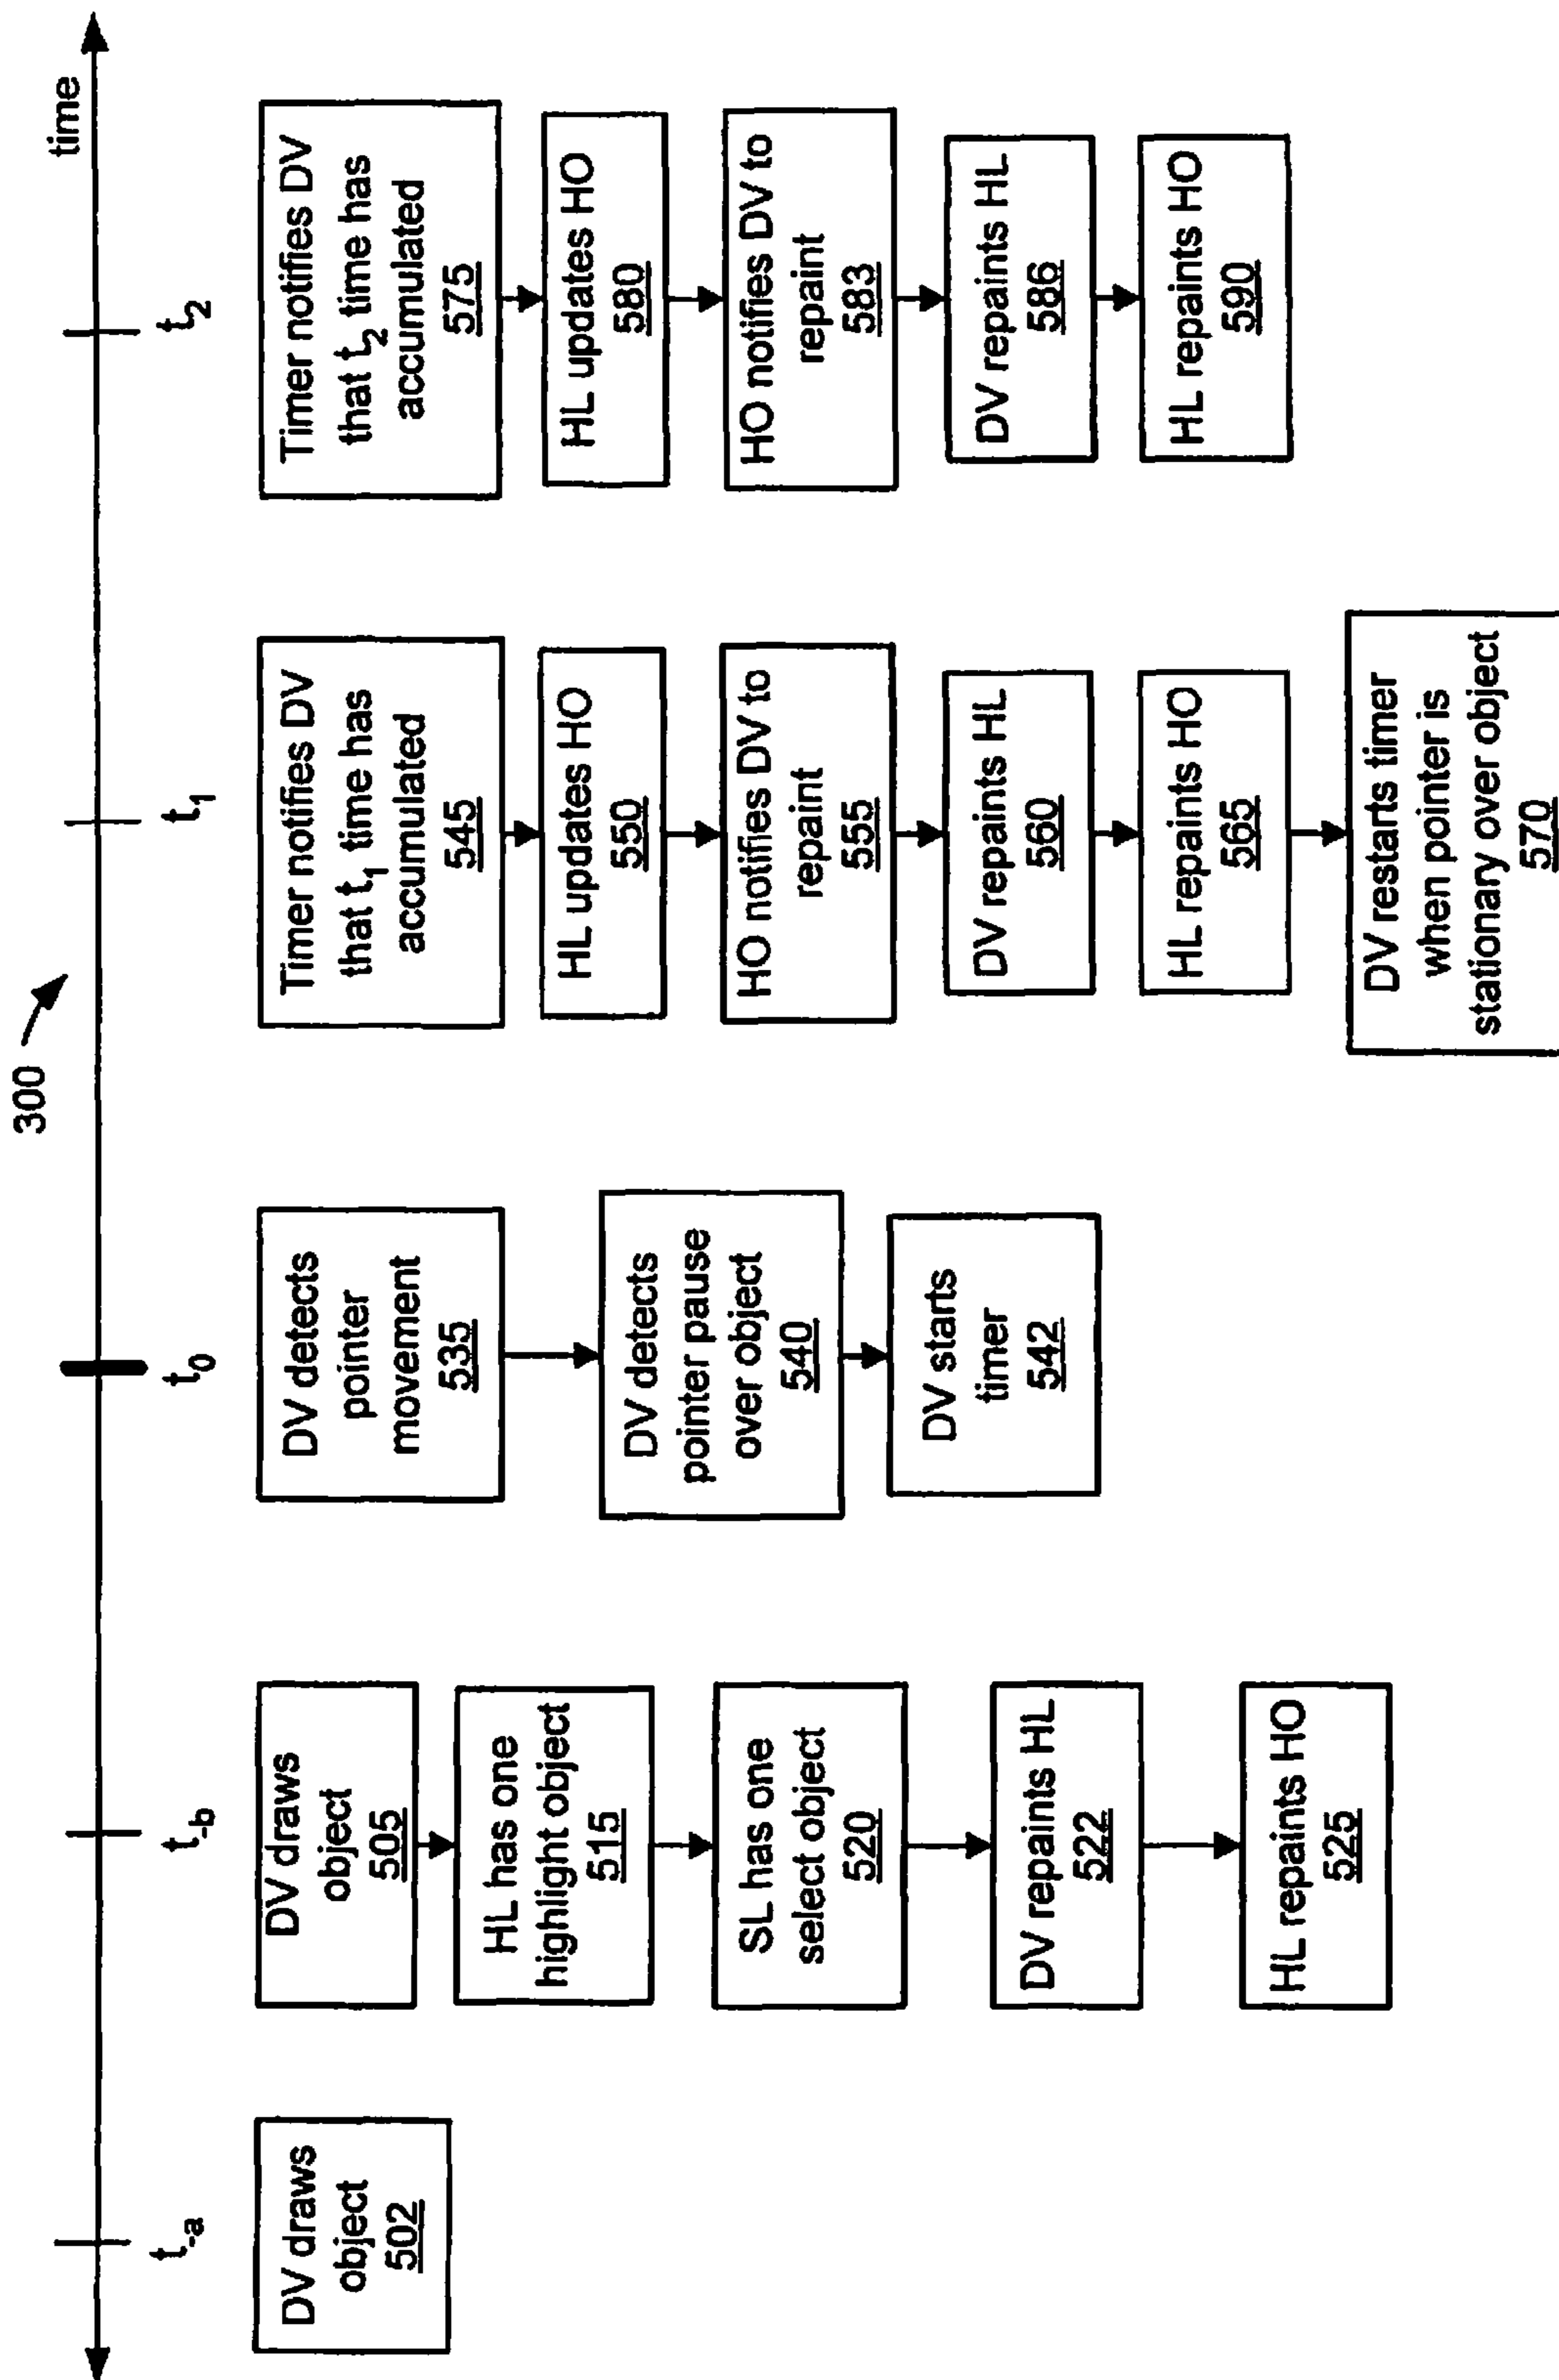 300
time
t-a
t-b
t0
t1
t2
DV draws
object
502
DV draws
object
505
HL has one
highlight object
515
SL has one
select object
520
DV repaints HL
522
HL repaints HO
525
DV detects
pointer
movement
535
DV detects
pointer pause
over object
540
DV starts
timer
542
Timer notifies DV
that t1 time has
accumulated
545
HL updates HO
550
HO notifies DV to
repaint
555
DV repaints HL
560
HL repaints HO
565
DV restarts timer
when pointer is
stationary over object
570
Timer notifies DV
that t2 time has
accumulated
575
HL updates HO
580
HO notifies DV to
repaint
583
DV repaints HL
586
HL repaints HO
590